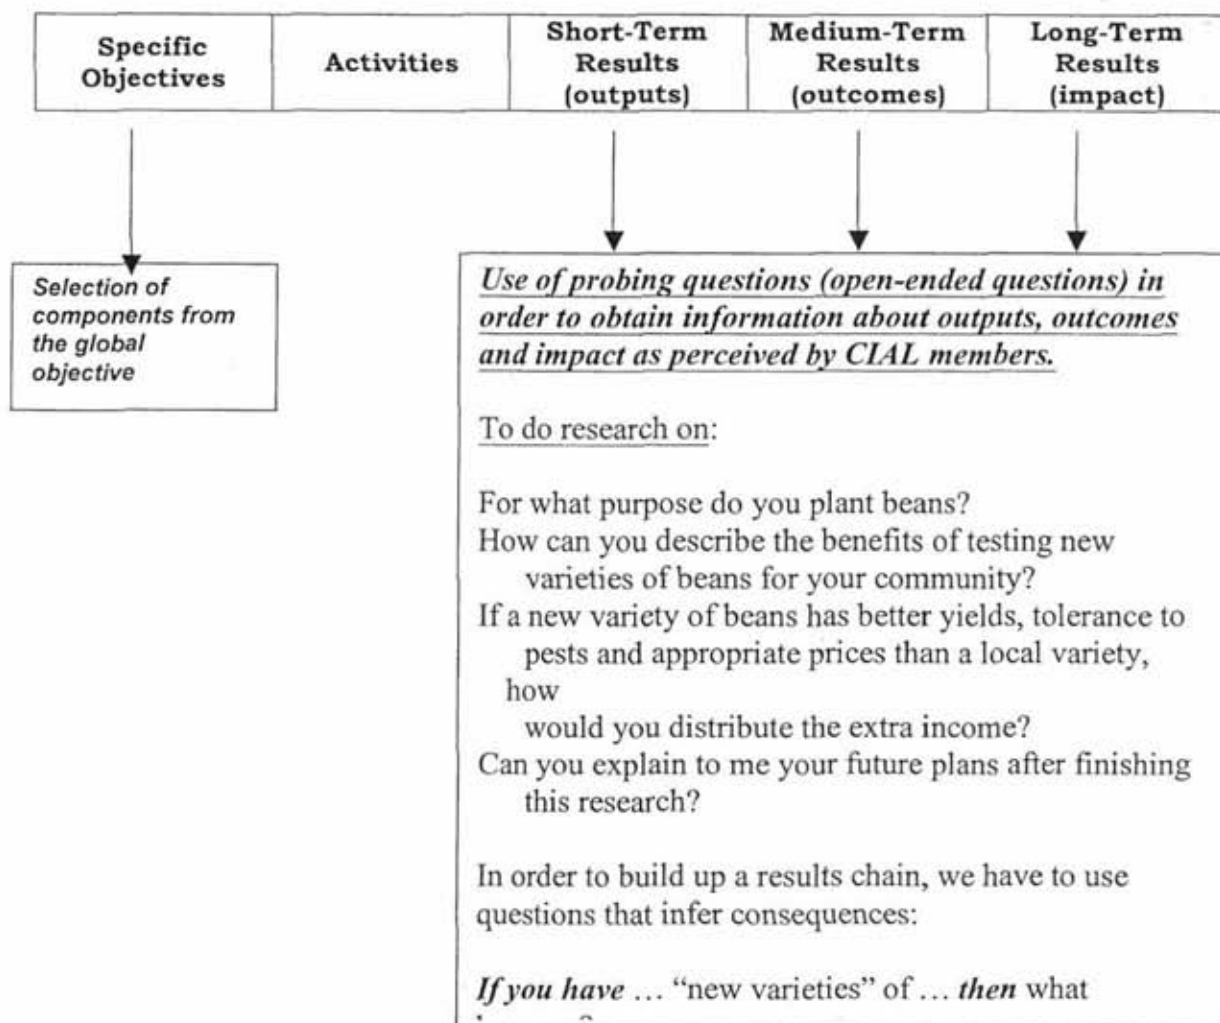 Specific
Objectives
Activities
Short-Term
Results
(outputs)
Medium-Term
Results
(outcomes)
Long-Term
Results
(impact)
Selection of
components from
the global
objective
Use of probing questions (open-ended questions) in
order to obtain information about outputs, outcomes
and impact as perceived by CIAL members.
To do research on:
For what purpose do you plant beans?
How can you describe the benefits of testing new
varieties of beans for your community?
If a new variety of beans has better yields, tolerance to
pests and appropriate prices than a local variety,
how
would you distribute the extra income?
Can you explain to me your future plans after finishing
this research?
In order to build up a results chain, we have to use
questions that infer consequences:
If you have ... “new varieties” of ... then what